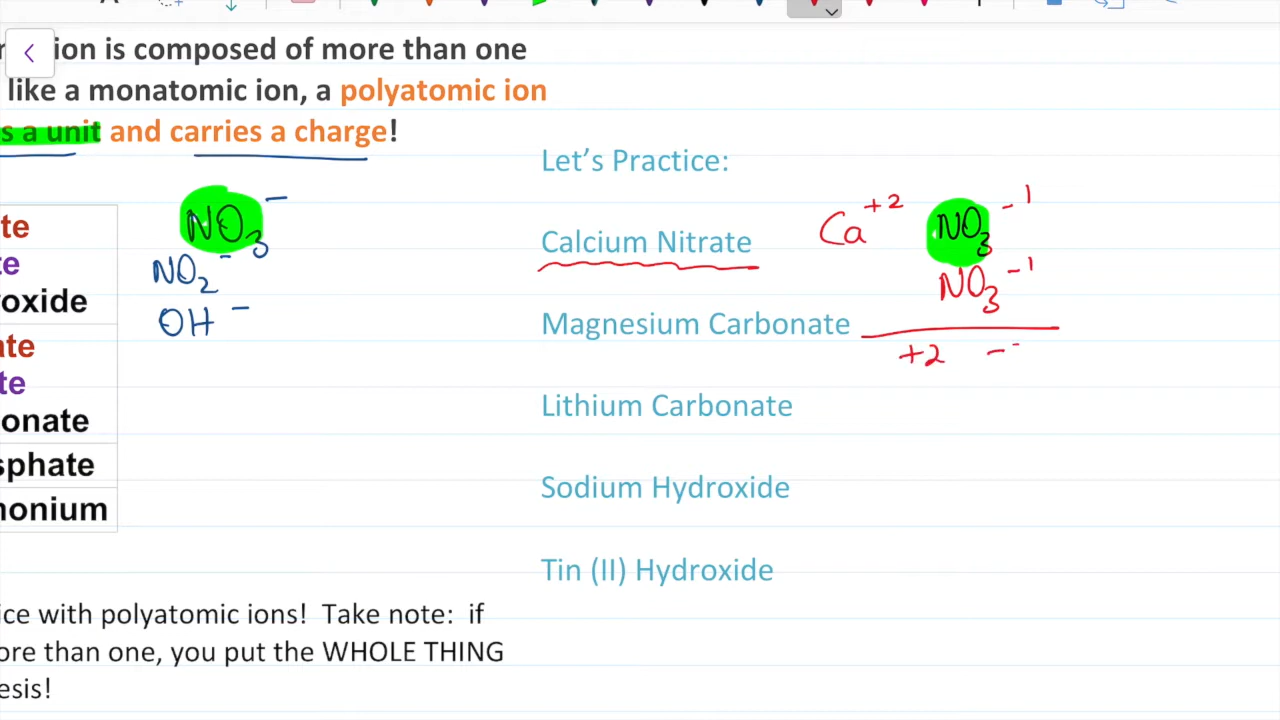 ion is composed of more than one
like a monatomic ion, a polyatomic ion
s a unit and carries a charge!
te
te
oxide
ate
te
onate
sphate
monium
NO₃⁻
NO₂⁻
OH⁻
ice with polyatomic ions! Take note: if
ore than one, you put the WHOLE THING
esis!
Let's Practice:
Calcium Nitrate
Ca⁺² NO₃⁻¹
NO₃⁻¹
+2 -
Magnesium Carbonate
Lithium Carbonate
Sodium Hydroxide
Tin (II) Hydroxide